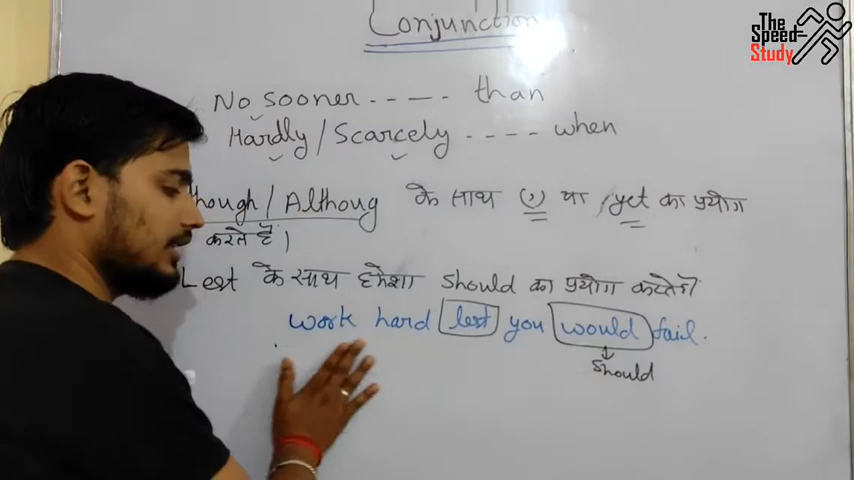 The
Speed
Study
Conjunction
No sooner ----- than
Hardly/Scarcely ---- when
though/Althoug के साथ (,) या yet का प्रयोग
करते हैं।
Lest के साथ हमेशा Should का प्रयोग करते हैं
work hard lest you would fail.
Should